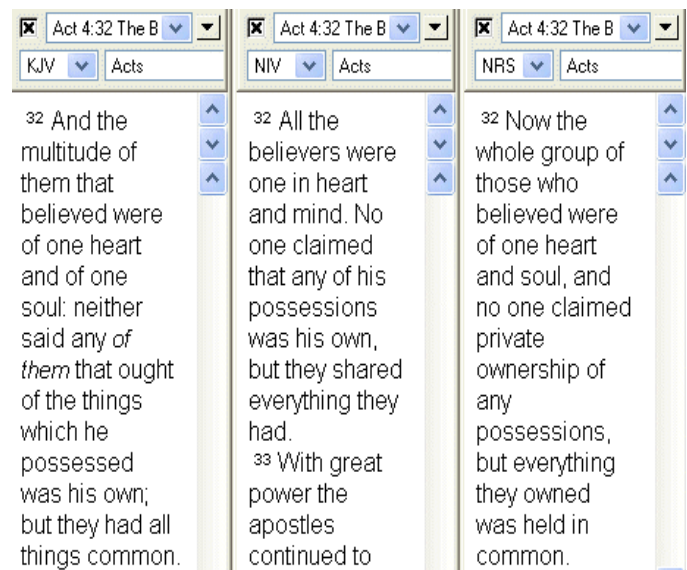 Act 4:32 The B
KJV Acts
32 And the
multitude of
them that
believed were
of one heart
and of one
soul: neither
said any of
them that ought
of the things
which he
possessed
was his own;
but they had all
things common.
Act 4:32 The B
NIV Acts
32 All the
believers were
one in heart
and mind. No
one claimed
that any of his
possessions
was his own,
but they shared
everything they
had.
33 With great
power the
apostles
continued to
Act 4:32 The B
NRS Acts
32 Now the
whole group of
those who
believed were
of one heart
and soul, and
no one claimed
private
ownership of
any
possessions,
but everything
they owned
was held in
common.